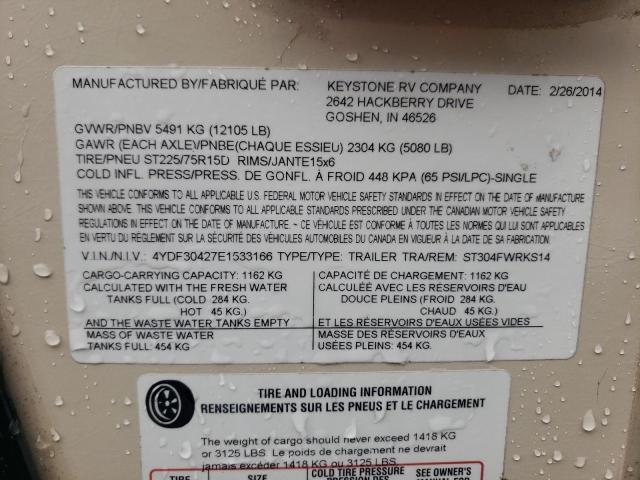 MANUFACTURED BY/FABRIQUÉ PAR: KEYSTONE RV COMPANY DATE: 2/26/2014
2642 HACKBERRY DRIVE
GOSHEN, IN 46526
GVWR/PNBV 5491 KG (12105 LB)
GAWR (EACH AXLE)/PNBE(CHAQUE ESSIEU) 2304 KG (5080 LB)
TIRE/PNEU ST225/75R15D RIMS/JANTE15x6
COLD INFL. PRESS/PRESS. DE GONFL. À FROID 448 KPA (65 PSI/LPC)-SINGLE
THIS VEHICLE CONFORMS TO ALL APPLICABLE U.S. FEDERAL MOTOR VEHICLE SAFETY STANDARDS IN EFFECT ON THE DATE OF MANUFACTURE
SHOWN ABOVE. THIS VEHICLE CONFORMS TO ALL APPLICABLE STANDARDS PRESCRIBED UNDER THE CANADIAN MOTOR VEHICLE SAFETY
REGULATIONS IN EFFECT ON THE DATE OF MANUFACTURE - CE VÉHICULE EST CONFORME À TOUTES LES NORMES QUI LUI SONT APPLICABLES
EN VERTU DU RÈGLEMENT SUR LA SÉCURITÉ DES VÉHICULES AUTOMOBILES DU CANADA EN VIGUEUR À LA DATE DE SA FABRICATION.
V.I.N./N.I.V.: 4YDF30427E1533166 TYPE/TYPE: TRAILER TRA/REM: ST304FWRKS14
CARGO-CARRYING CAPACITY: 1162 KG
CALCULATED WITH THE FRESH WATER
TANKS FULL (COLD 284 KG.
HOT 45 KG.)
AND THE WASTE WATER TANKS EMPTY
MASS OF WASTE WATER
TANKS FULL: 454 KG
CAPACITÉ DE CHARGEMENT: 1162 KG
CALCULÉE AVEC LES RÉSERVOIRS D'EAU
DOUCE PLEINS (FROID 284 KG.
CHAUD 45 KG.)
ET LES RÉSERVOIRS D'EAUX USÉES VIDES
MASSE DES RÉSERVOIRS D'EAUX
USÉES PLEINS: 454 KG.
TIRE AND LOADING INFORMATION
RENSEIGNEMENTS SUR LES PNEUS ET LE CHARGEMENT
The weight of cargo should never exceed 1418 KG
or 3125 LBS. Le poids du chargement ne devrait
jamais excéder 1418 KG or 3125 LBS.
TIRE SIZE COLD TIRE PRESSURE SEE OWNER'S